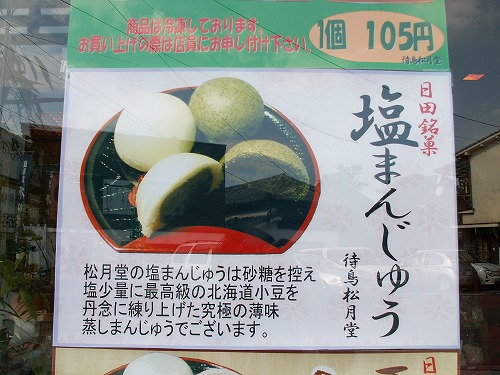 商品は冷凍しております。
お買い上げの際は店員にお申し付け下さい。
1個 105円
待鳥松月堂
日田銘菓
塩まんじゅう
待鳥松月堂
松月堂の塩まんじゅうは砂糖を控え
塩少量に最高級の北海道小豆を
丹念に練り上げた究極の薄味
蒸しまんじゅうでございます。
日